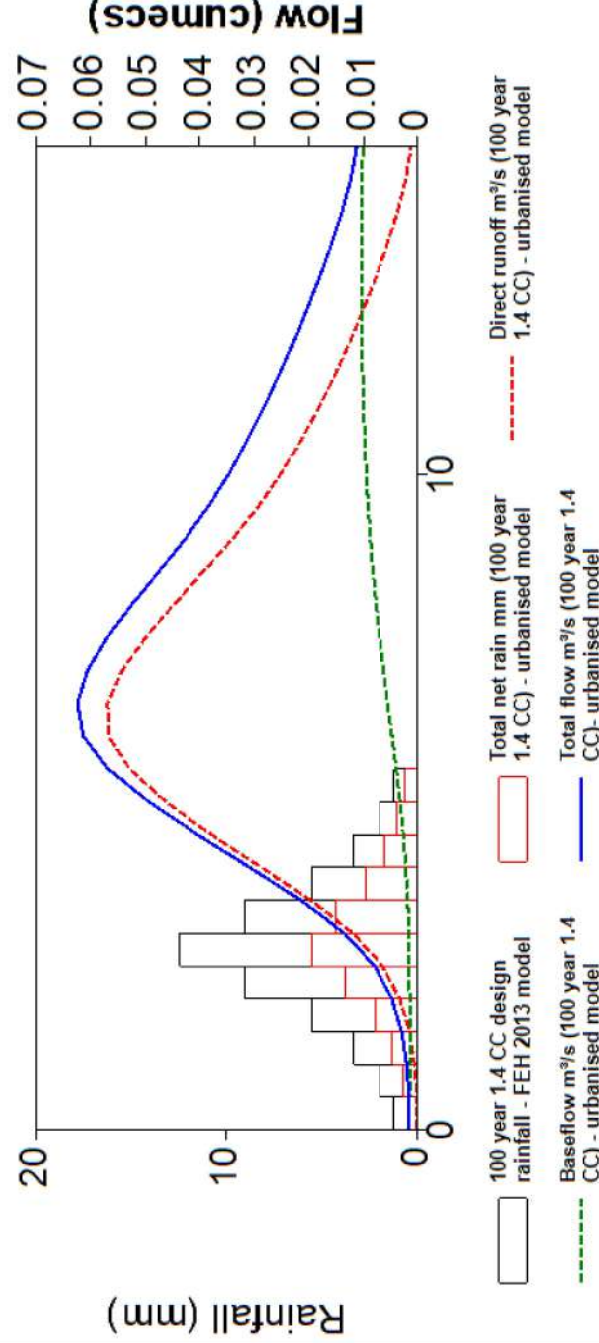 Rainfall (mm)
20
10
0
0
10
0.07
0.06
0.05
0.04
0.03
0.02
0.01
0
Flow (cumecs)
100 year 1.4 CC design
rainfall - FEH 2013 model
Total net rain mm (100 year
1.4 CC) - urbanised model
Direct runoff m³/s (100 year
1.4 CC) - urbanised model
Baseflow m³/s (100 year 1.4
CC) - urbanised model
Total flow m³/s (100 year 1.4
CC)- urbanised model